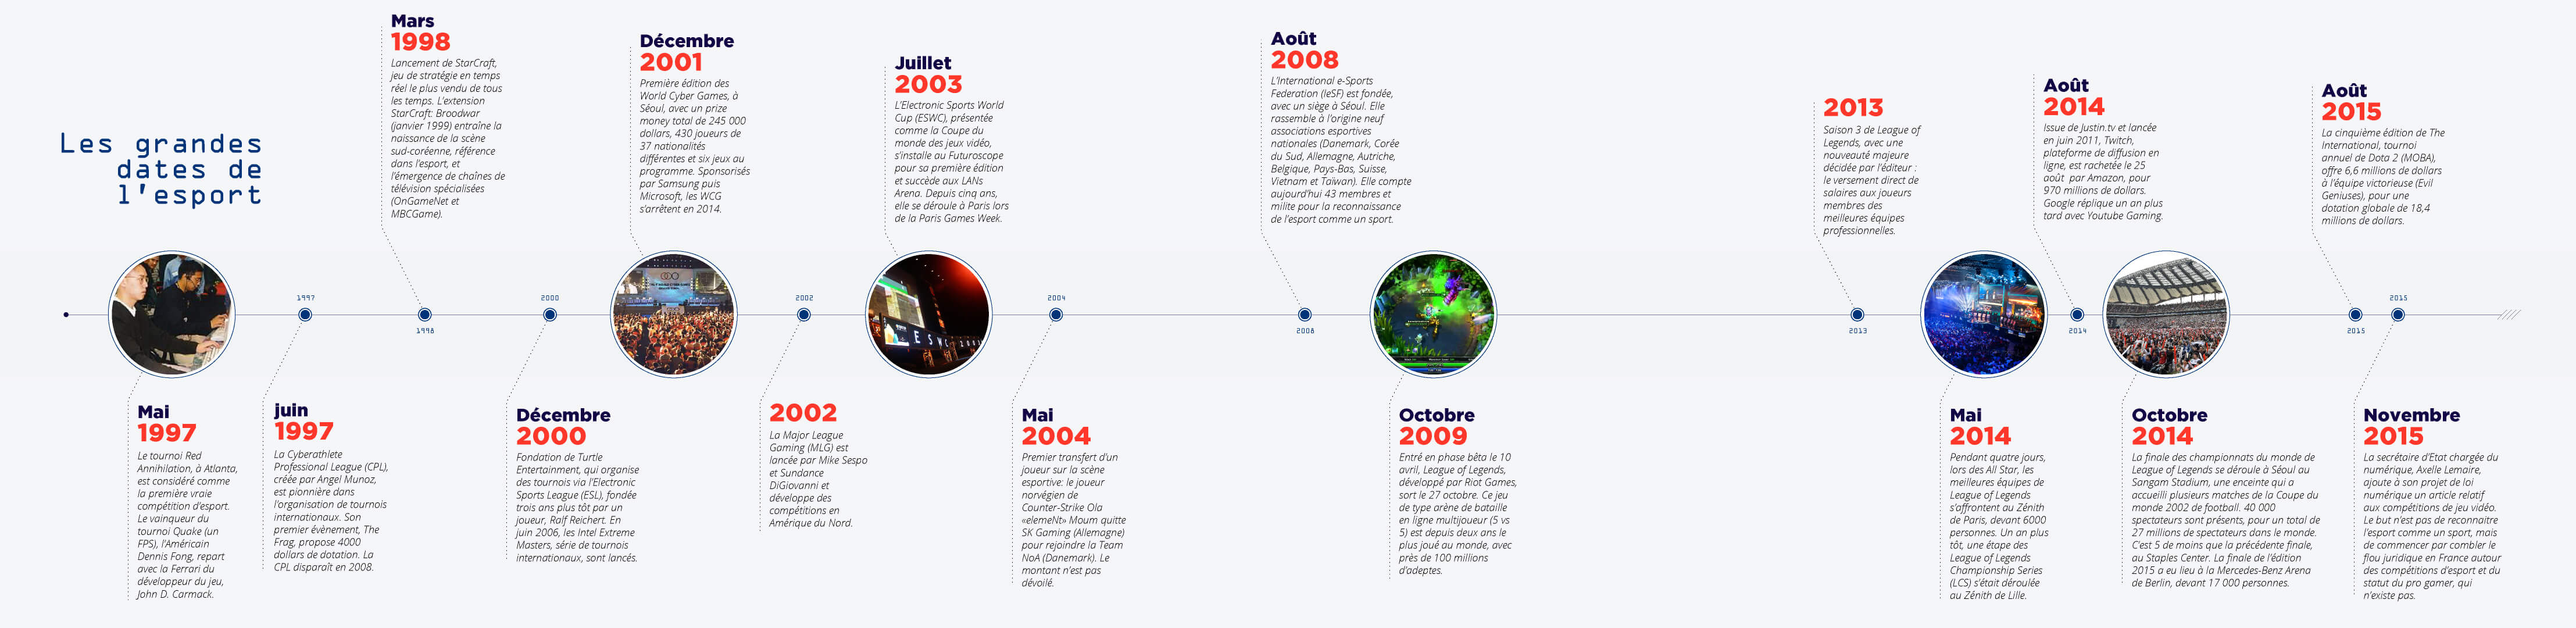 Les grandes
dates de
l'esport
Mai
1997
Le tournoi Red
Annihilation, à Atlanta,
est considéré comme
la première vraie
compétition d'esport.
Le vainqueur du
tournoi Quake (un
FPS), l'Américain
Dennis Fong, repart
avec la Ferrari du
développeur du jeu,
John D. Carmack.
1997
juin
1997
La Cyberathlete
Professional League (CPL),
créée par Angel Munoz,
est pionnière dans
l'organisation de tournois
internationaux. Son
premier évènement, The
Frag, propose 4000
dollars de dotation. La
CPL disparaît en 2008.
Mars
1998
Lancement de StarCraft,
jeu de stratégie en temps
réel le plus vendu de tous
les temps. L'extension
StarCraft: Broodwar
(janvier 1999) entraîne la
naissance de la scène
sud-coréenne, référence
dans l'esport, et
l'émergence de chaînes de
télévision spécialisées
(OnGameNet et
MBCGame).
1998
2000
Décembre
2000
Fondation de Turtle
Entertainment, qui organise
des tournois via l'Electronic
Sports League (ESL), fondée
trois ans plus tôt par un
joueur, Ralf Reichert. En
juin 2006, les Intel Extreme
Masters, série de tournois
internationaux, sont lancés.
Décembre
2001
Première édition des
World Cyber Games, à
Séoul, avec un prize
money total de 245 000
dollars, 430 joueurs de
37 nationalités
différentes et six jeux au
programme. Sponsorisés
par Samsung puis
Microsoft, les WCG
s'arrêtent en 2014.
2002
2002
La Major League
Gaming (MLG) est
lancée par Mike Sespo
et Sundance
DiGiovanni et
développe des
compétitions en
Amérique du Nord.
Juillet
2003
L'Electronic Sports World
Cup (ESWC), présentée
comme la Coupe du
monde des jeux vidéo,
s'installe au Futuroscope
pour sa première édition
et succède aux LANs
Arena. Depuis cinq ans,
elle se déroule à Paris lors
de la Paris Games Week.
ESWC
2004
Mai
2004
Premier transfert d'un
joueur sur la scène
esportive: le joueur
norvégien de
Counter-Strike Ola
«elemeNt» Moum quitte
SK Gaming (Allemagne)
pour rejoindre la Team
NoA (Danemark). Le
montant n'est pas
dévoilé.
Août
2008
L'International e-Sports
Federation (IeSF) est fondée,
avec un siège à Séoul. Elle
rassemble à l'origine neuf
associations esportives
nationales (Danemark, Corée
du Sud, Allemagne, Autriche,
Belgique, Pays-Bas, Suisse,
Vietnam et Taïwan). Elle compte
aujourd'hui 43 membres et
milite pour la reconnaissance
de l'esport comme un sport.
2008
Octobre
2009
Entré en phase bêta le 10
avril, League of Legends,
développé par Riot Games,
sort le 27 octobre. Ce jeu
de type arène de bataille
en ligne multijoueur (5 vs
5) est depuis deux ans le
plus joué au monde, avec
près de 100 millions
d'adeptes.
2013
Saison 3 de League of
Legends, avec une
nouveauté majeure
décidée par l'éditeur :
le versement direct de
salaires aux joueurs
membres des
meilleures équipes
professionnelles.
2013
Mai
2014
Pendant quatre jours,
lors des All Star, les
meilleures équipes de
League of Legends
s'affrontent au Zénith
de Paris, devant 6000
personnes. Un an plus
tôt, une étape des
League of Legends
Championship Series
(LCS) s'était déroulée
au Zénith de Lille.
Août
2014
Issue de Justin.tv et lancée
en juin 2011, Twitch,
plateforme de diffusion en
ligne, est rachetée le 25
août par Amazon, pour
970 millions de dollars.
Google réplique un an plus
tard avec Youtube Gaming.
2014
Octobre
2014
La finale des championnats du monde de
League of Legends se déroule à Séoul au
Sangam Stadium, une enceinte qui a
accueilli plusieurs matches de la Coupe du
monde 2002 de football. 40 000
spectateurs sont présents, pour un total de
27 millions de spectateurs dans le monde.
C'est 5 de moins que la précédente finale,
au Staples Center. La finale de l'édition
2015 a eu lieu à la Mercedes-Benz Arena
de Berlin, devant 17 000 personnes.
Août
2015
La cinquième édition de The
International, tournoi
annuel de Dota 2 (MOBA),
offre 6,6 millions de dollars
à l'équipe victorieuse (Evil
Geniuses), pour une
dotation globale de 18,4
millions de dollars.
2015
2015
Novembre
2015
La secrétaire d'Etat chargée du
numérique, Axelle Lemaire,
ajoute à son projet de loi
numérique un article relatif
aux compétitions de jeu vidéo.
Le but n'est pas de reconnaitre
l'esport comme un sport, mais
de commencer par combler le
flou juridique en France autour
des compétitions d'esport et du
statut du pro gamer, qui
n'existe pas.